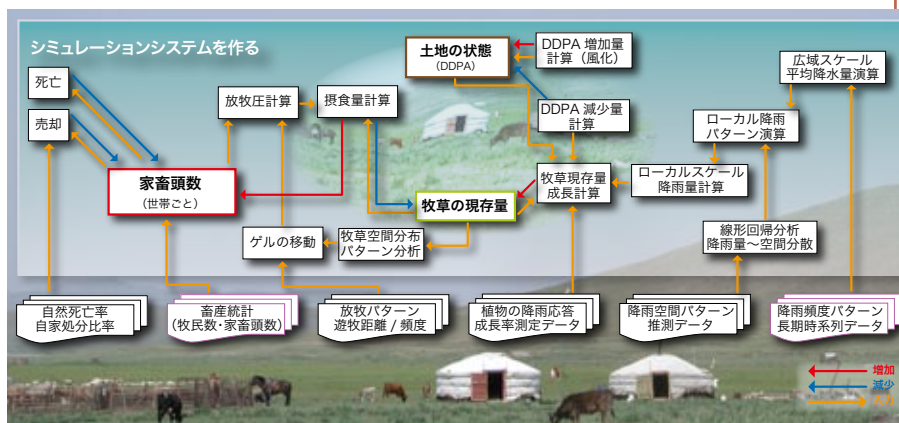 シミュレーションシステムを作る
死亡
売却
家畜頭数
(世帯ごと)
放牧圧計算
摂食量計算
土地の状態
(DDPA)
DDPA 増加量
計算(風化)
DDPA 減少量
計算
広域スケール
平均降水量演算
ローカル降雨
パターン演算
ローカルスケール
降雨量計算
牧草現存量
成長計算
牧草の現存量
牧草空間分布
パターン分析
ゲルの移動
線形回帰分析
降雨量〜空間分散
自然死亡率
自家処分比率
畜産統計
(牧民数・家畜頭数)
放牧パターン
遊牧距離 / 頻度
植物の降雨応答
成長率測定データ
降雨空間パターン
推測データ
降雨頻度パターン
長期時系列データ
増加
減少
入力